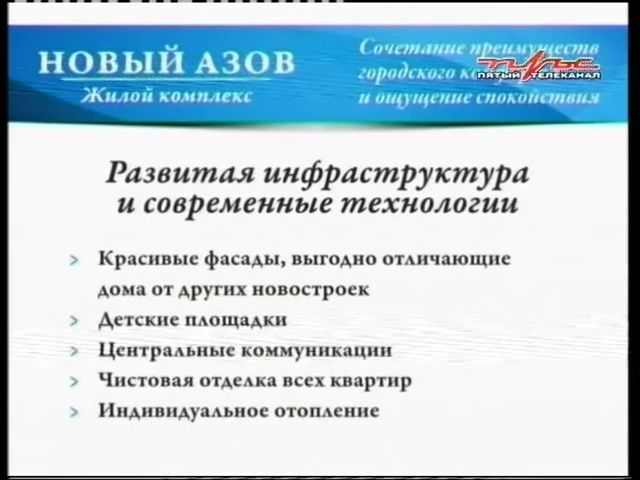 НОВЫЙ АЗОВ
Жилой комплекс
Сочетание преимуществ
городского
и ощущение спокойствия
ПУЛЬС
ПЯТЫЙ ТЕЛЕКАНАЛ
Развитая инфраструктура
и современные технологии
> Красивые фасады, выгодно отличающие
дома от других новостроек
> Детские площадки
> Центральные коммуникации
> Чистовая отделка всех квартир
> Индивидуальное отопление